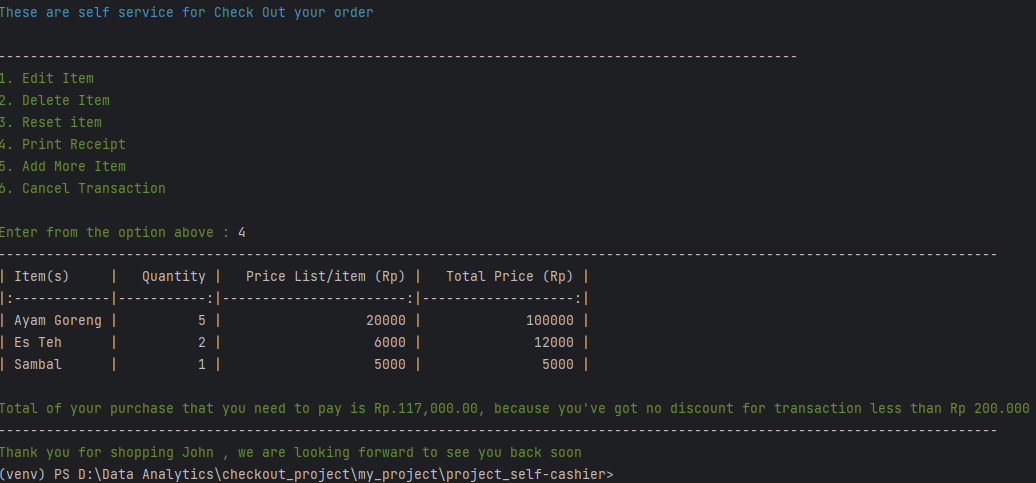 These are self service for Check Out your order
----------------------------------------------------------------------------------------------------
1. Edit Item
2. Delete Item
3. Reset item
4. Print Receipt
5. Add More Item
6. Cancel Transaction
Enter from the option above : 4
-----------------------------------------------------------------------------------------------------------------------------
| Item(s)     |   Quantity |   Price List/item (Rp) |   Total Price (Rp) |
|:------------|-----------:|-----------------------:|-------------------:|
| Ayam Goreng |          5 |                  20000 |             100000 |
| Es Teh      |          2 |                   6000 |              12000 |
| Sambal      |          1 |                   5000 |               5000 |
Total of your purchase that you need to pay is Rp.117,000.00, because you've got no discount for transaction less than Rp 200.000
-----------------------------------------------------------------------------------------------------------------------------
Thank you for shopping John , we are looking forward to see you back soon
(venv) PS D:\Data Analytics\checkout_project\my_project\project_self-cashier>